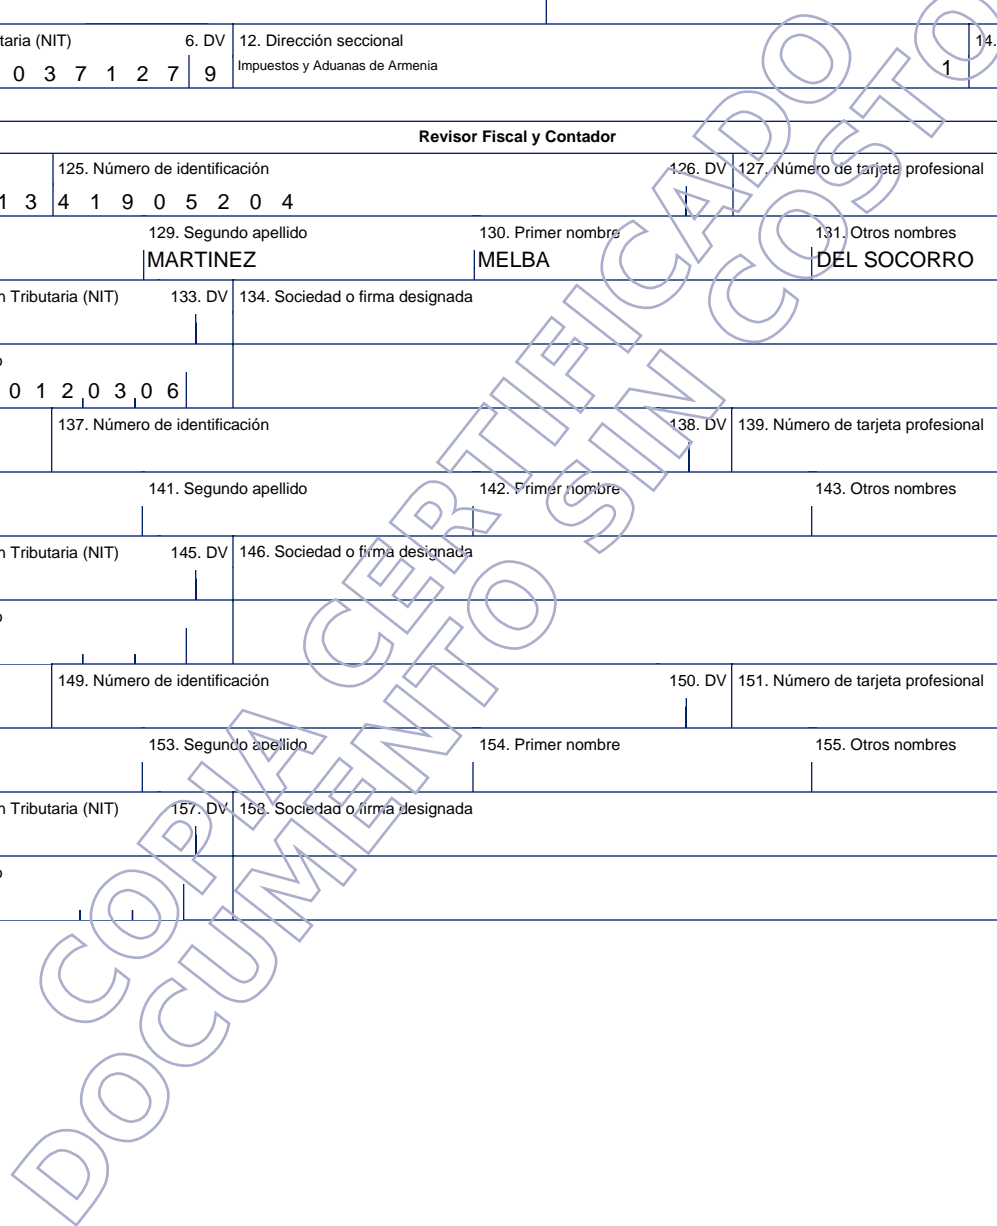 taria (NIT) 6. DV 12. Dirección seccional 14.
0 3 7 1 2 7 9 Impuestos y Aduanas de Armenia 1
Revisor Fiscal y Contador
125. Número de identificación 126. DV 127. Número de tarjeta profesional
1 3 4 1 9 0 5 2 0 4
129. Segundo apellido 130. Primer nombre 131. Otros nombres
MARTINEZ MELBA DEL SOCORRO
n Tributaria (NIT) 133. DV 134. Sociedad o firma designada
o
0 1 2 0 3 0 6
137. Número de identificación 138. DV 139. Número de tarjeta profesional
141. Segundo apellido 142. Primer nombre 143. Otros nombres
n Tributaria (NIT) 145. DV 146. Sociedad o firma designada
o
149. Número de identificación 150. DV 151. Número de tarjeta profesional
153. Segundo apellido 154. Primer nombre 155. Otros nombres
n Tributaria (NIT) 157. DV 158. Sociedad o firma designada
o
COPIA CERTIFICADO
DOCUMENTO SIN COSTO